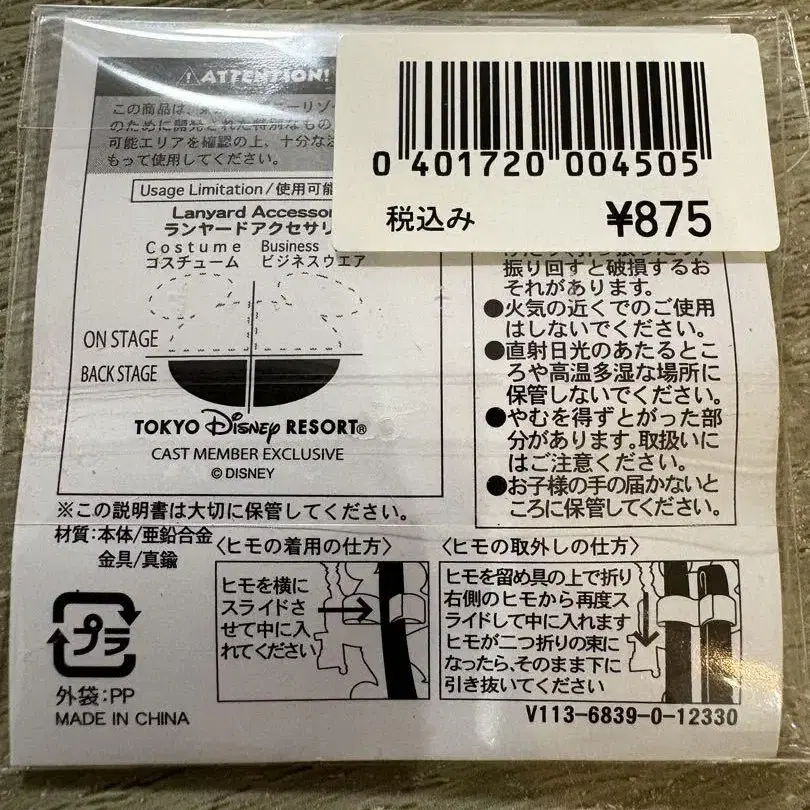 ⚠ ATTENTION!
この商品は、東京
のために開発された特別なもの
可能エリアを確認の上、十分な
もって使用してください。
Usage Limitation/使用可能
Lanyard Accessor
ランヤードアクセサリ
Costume Business
コスチューム ビジネスウエア
ON STAGE
BACK STAGE
TOKYO Disney RESORT®
CAST MEMBER EXCLUSIVE
© DISNEY
0 401720 004505
税込み ¥875
振り回すと破損するお
それがあります。
●火気の近くでのご使用
はしないでください。
●直射日光のあたるとこ
ろや高温多湿な場所に
保管しないでください。
●やむを得ずとがった部
分があります。取扱いに
はご注意ください。
●お子様の手の届かないと
ころに保管してください。
※この説明書は大切に保管してください。
材質:本体/亜鉛合金
金具/真鍮
〈ヒモの着用の仕方〉
ヒモを横に
スライドさ
せて中に入
れてください
〈ヒモの取外しの仕方〉
ヒモを留め具の上で折り
右側のヒモから再度ス
ライドして中に入れます
ヒモが二つ折りの束に
なったら、そのまま下に
引き抜いてください
プラ
外袋:PP
MADE IN CHINA
V113-6839-0-12330